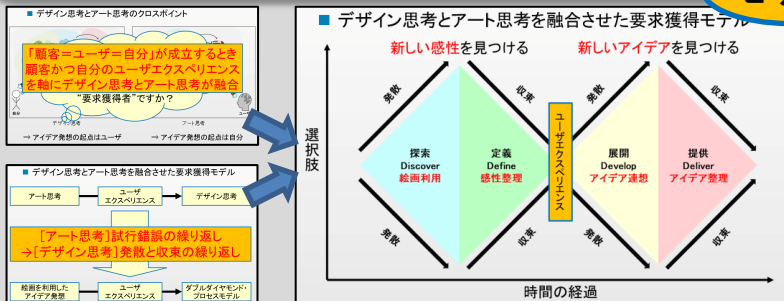 ■ デザイン思考とアート思考のクロスポイント
「顧客=ユーザ=自分」が成立するとき
顧客かつ自分のユーザエクスペリエンス
を軸にデザイン思考とアート思考が融合
“要求獲得者”ですか？
自分
デザイン思考
アート思考
⇒ アイデア発想の起点はユーザ
⇒ アイデア発想の起点は自分
■ デザイン思考とアート思考を融合させた要求獲得モデル
アート思考
ユーザ
エクスペリエンス
デザイン思考
[アート思考]試行錯誤の繰り返し
→[デザイン思考]発散と収束の繰り返し
絵画を利用した
アイデア発想
ユーザ
エクスペリエンス
ダブルダイヤモンド・
プロセスモデル
■ デザイン思考とアート思考を融合させた要求獲得モデル
新しい感性を見つける
新しいアイデアを見つける
選択肢
発散
収束
発散
収束
探索
Discover
絵画利用
定義
Define
感性整理
ユーザエクスペリエンス
展開
Develop
アイデア連想
提供
Deliver
アイデア整理
発散
収束
発散
収束
時間の経過